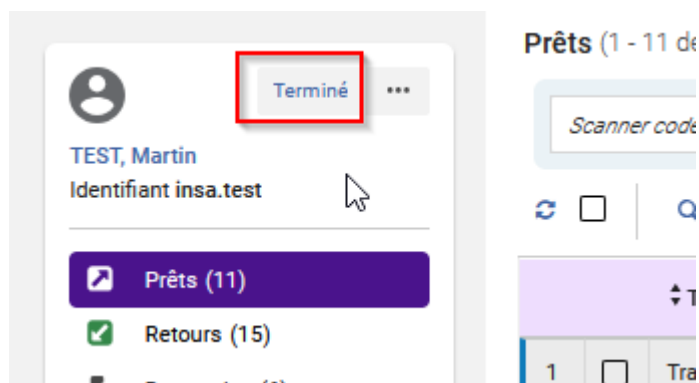 Prêts (1 - 11 de
Terminé
Scanner code
TEST, Martin
Identifiant insa.test
Prêts (11)
Retours (15)
1
Tra